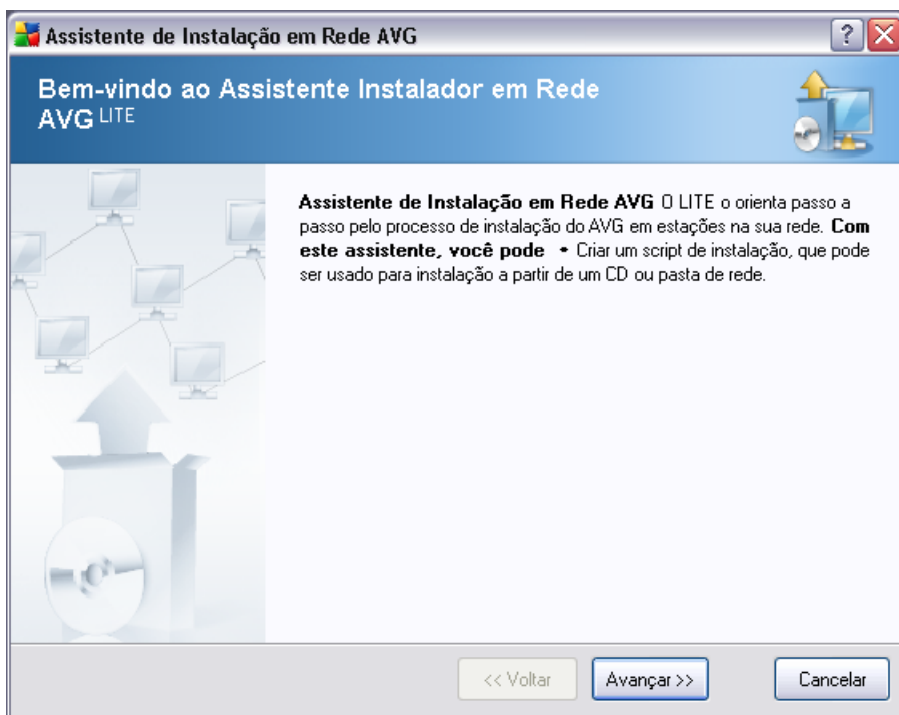 Assistente de Instalação em Rede AVG
Bem-vindo ao Assistente Instalador em Rede
AVG LITE
Assistente de Instalação em Rede AVG O LITE o orienta passo a
passo pelo processo de instalação do AVG em estações na sua rede. Com
este assistente, você pode • Criar um script de instalação, que pode
ser usado para instalação a partir de um CD ou pasta de rede.
<< Voltar
Avançar >>
Cancelar